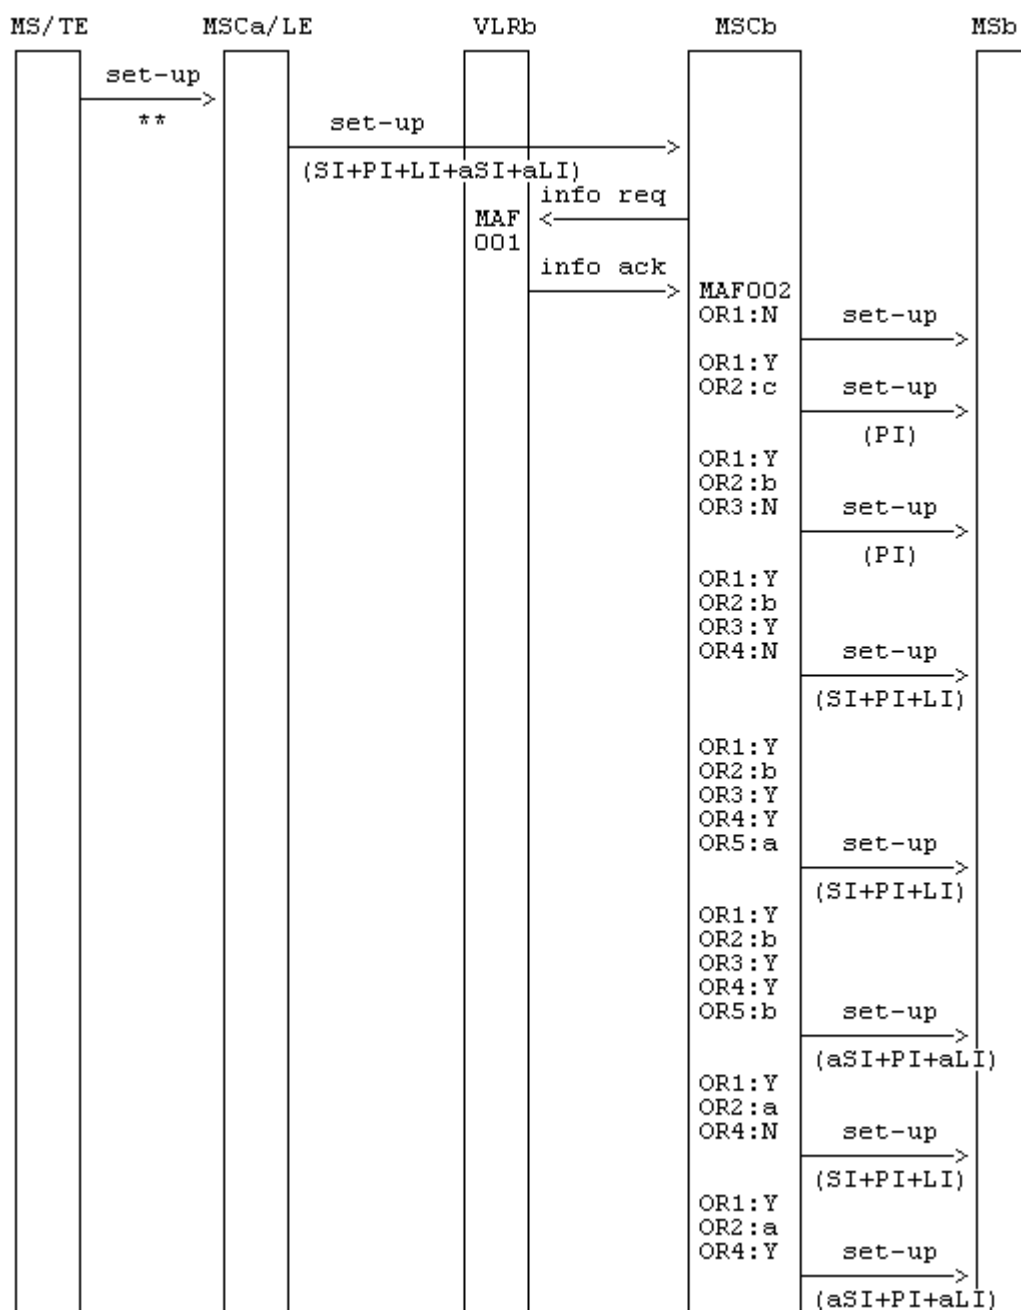 MS/TE MSCa/LE VLRb MSCb MSb
set-up
**
set-up
(SI+PI+LI+aSI+aLI)
info req
MAF
001
info ack
MAF002
OR1:N set-up
OR1:Y
OR2:c set-up
(PI)
OR1:Y
OR2:b
OR3:N set-up
(PI)
OR1:Y
OR2:b
OR3:Y
OR4:N set-up
(SI+PI+LI)
OR1:Y
OR2:b
OR3:Y
OR4:Y
OR5:a set-up
(SI+PI+LI)
OR1:Y
OR2:b
OR3:Y
OR4:Y
OR5:b set-up
(aSI+PI+aLI)
OR1:Y
OR2:a
OR4:N set-up
(SI+PI+LI)
OR1:Y
OR2:a
OR4:Y set-up
(aSI+PI+aLI)